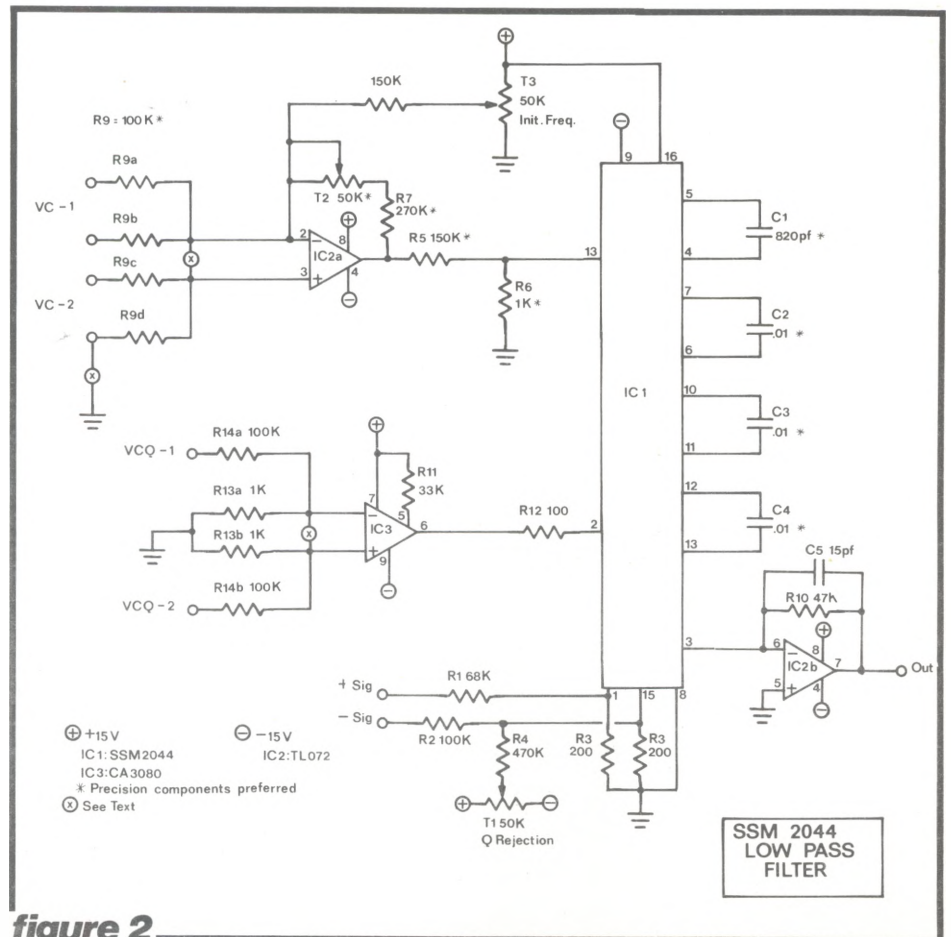 150K
T3
50K
Init. Freq.
R9 = 100K*
R9a
VC-1
R9b
R9c
VC-2
R9d
T2 50K*
R7
270K*
2
3
IC2a
8
4
R5 150K*
R6
1K*
13
9
16
5
C1
820pf *
4
7
C2
.01 *
6
IC1
10
C3
.01 *
11
12
C4
.01 *
13
VCQ-1
R14a 100K
R13a 1K
R13b 1K
R14b 100K
VCQ-2
R11
33K
7
5
IC3
6
9
R12 100
2
C5 15pf
R10 47K
3
6
8
IC2b
7
5
4
Out
+ Sig
R1 68K
- Sig
R2 100K
R4
470K
1
15
8
R3
200
R3
200
T1 50K
Q Rejection
⊕ +15V
⊖ -15V
IC1:SSM2044
IC2:TL072
IC3:CA3080
* Precision components preferred
ⓧ See Text
SSM 2044
LOW PASS
FILTER
figure 2